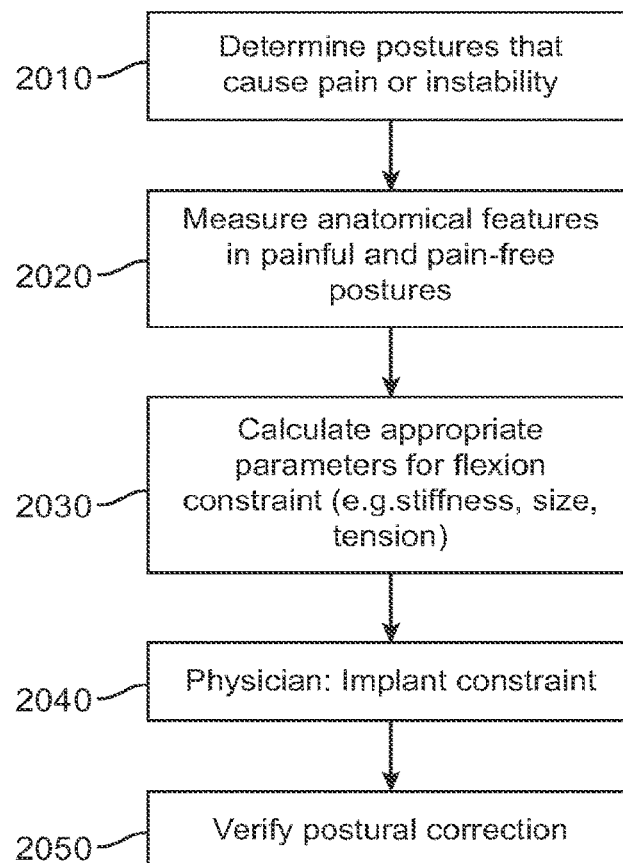 Determine postures that
2010
cause pain or instability
Measure anatomical features
2020
in painful and pain-free
postures
Calculate appropriate
parameters for flexion
2030
constraint (e.g.stiffness, size,
tension)
2040
Physician: Implant constraint
2050
Verify postural correction